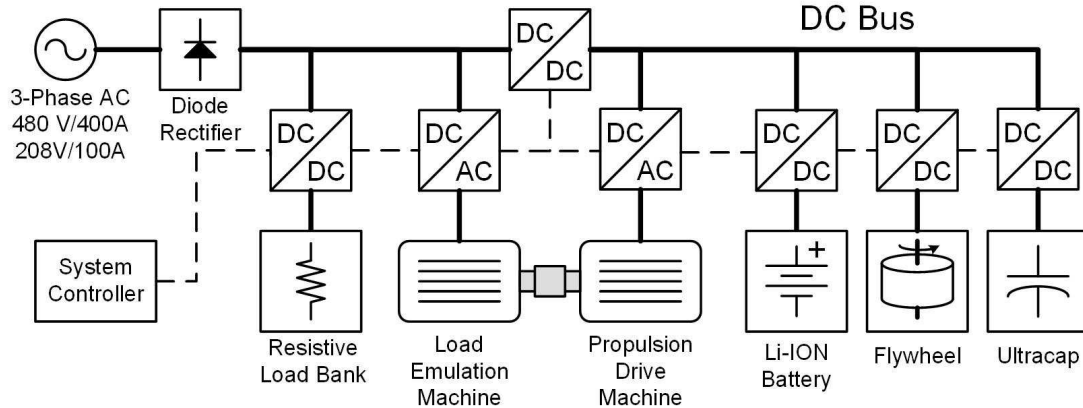 DC Bus
DC
DC
3-Phase AC
480 V/400A
208V/100A
Diode
Rectifier
DC
DC
DC
AC
DC
AC
DC
DC
DC
DC
DC
DC
System
Controller
+
Resistive
Load Bank
Load
Emulation
Machine
Propulsion
Drive
Machine
Li-ION
Battery
Flywheel
Ultracap